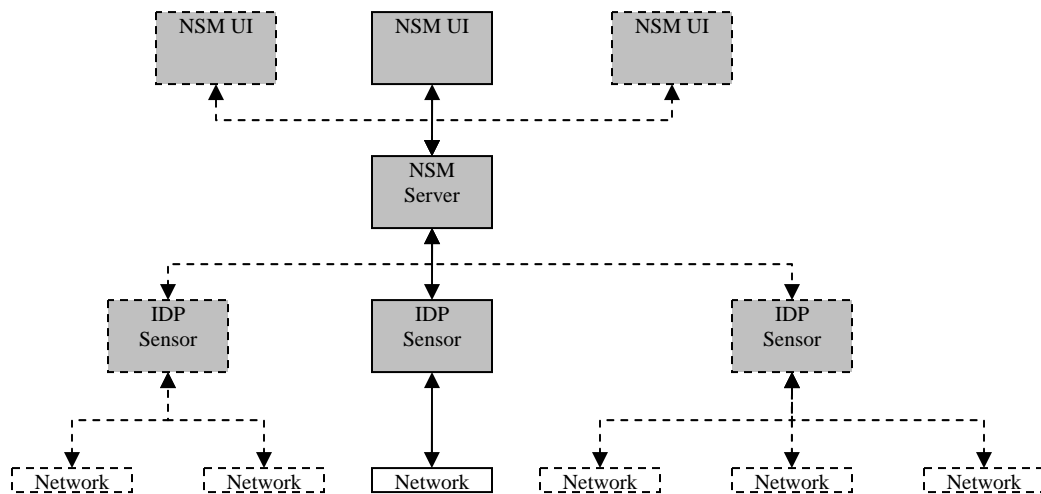 NSM UI
NSM UI
NSM UI
NSM
Server
IDP
Sensor
IDP
Sensor
IDP
Sensor
Network
Network
Network
Network
Network
Network